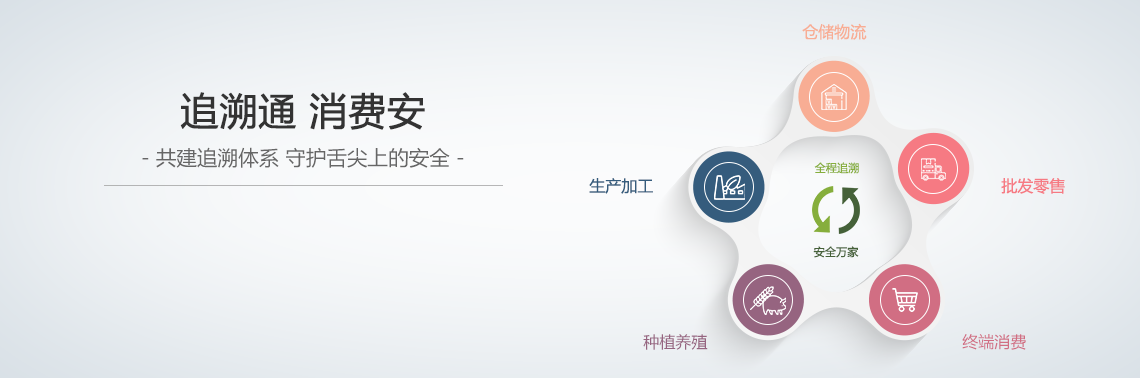 追溯通 消费安
- 共建追溯体系 守护舌尖上的安全 -
仓储物流
批发零售
终端消费
种植养殖
生产加工
全程追溯
安全万家